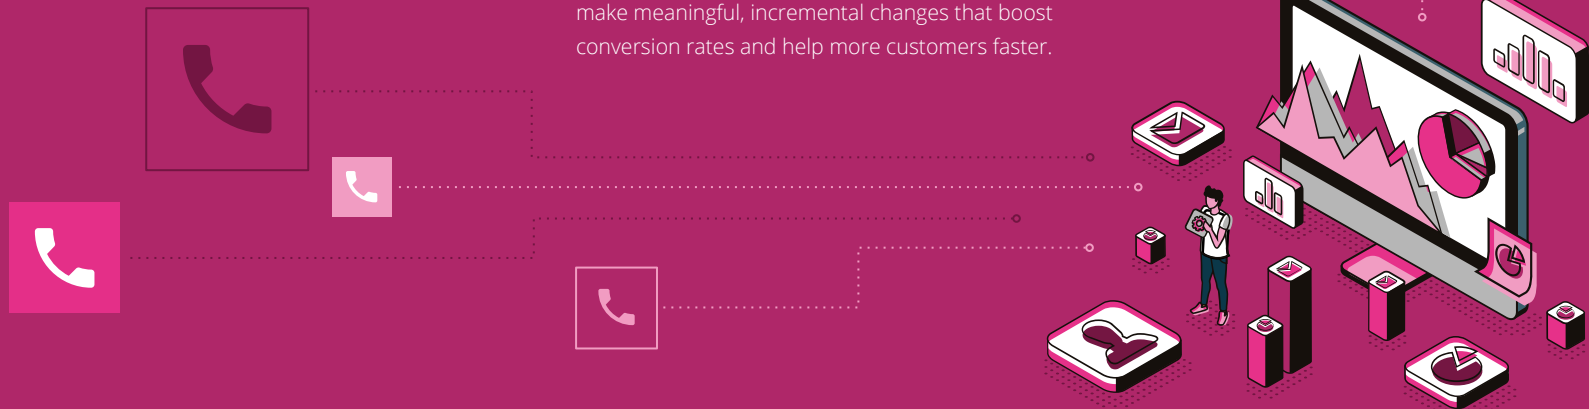 make meaningful, incremental changes that boost
conversion rates and help more customers faster.